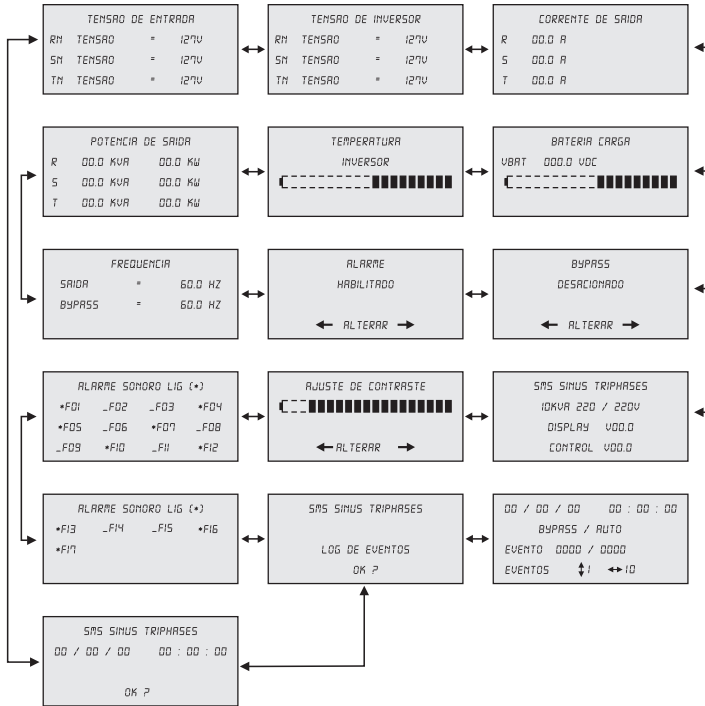 TENSAO DE ENTRADA
RN TENSAO = 127V
SN TENSAO = 127V
TN TENSAO = 127V
TENSAO DE INVERSOR
RN TENSAO = 127V
SN TENSAO = 127V
TN TENSAO = 127V
CORRENTE DE SAIDA
R 00.0 A
S 00.0 A
T 00.0 A
POTENCIA DE SAIDA
R 00.0 KVA 00.0 KW
S 00.0 KVA 00.0 KW
T 00.0 KVA 00.0 KW
TEMPERATURA
INVERSOR
BATERIA CARGA
VBAT 000.0 VDC
FREQUENCIA
SAIDA = 60.0 HZ
BYPASS = 60.0 HZ
ALARME
HABILITADO
← ALTERAR →
BYPASS
DESACIONADO
← ALTERAR →
ALARME SONORO LIG (*)
*F01 _F02 _F03 *F04
*F05 _F06 *F07 _F08
_F09 *F10 _F11 *F12
AJUSTE DE CONTRASTE
← ALTERAR →
SMS SINUS TRIPHASES
10KVA 220 / 220V
DISPLAY V00.0
CONTROL V00.0
ALARME SONORO LIG (*)
*F13 _F14 _F15 *F16
*F17
SMS SINUS TRIPHASES
LOG DE EVENTOS
OK ?
00 / 00 / 00 00 : 00 : 00
BYPASS / AUTO
EVENTO 0000 / 0000
EVENTOS ↕1 ↔10
SMS SINUS TRIPHASES
00 / 00 / 00 00 : 00 : 00
OK ?